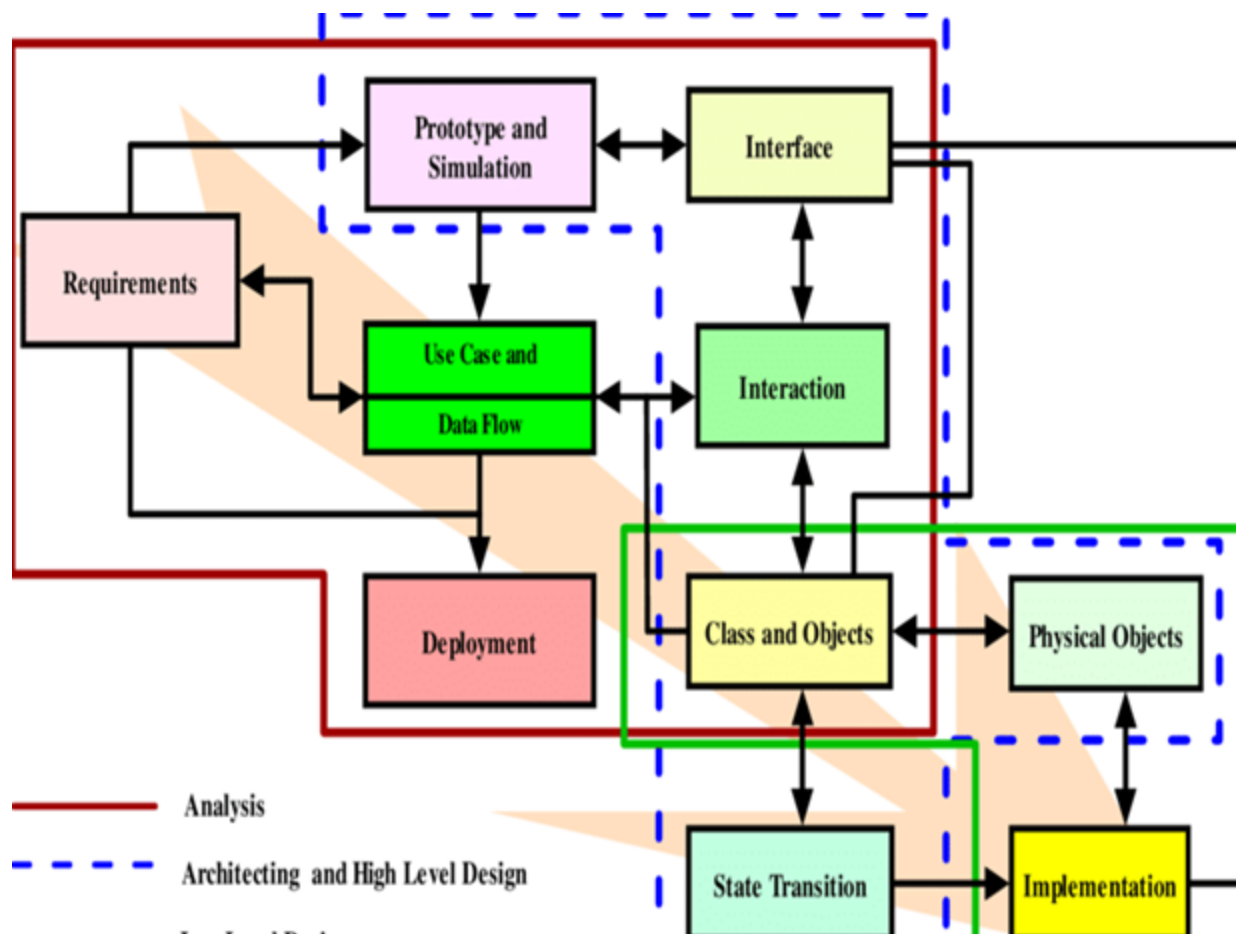 Prototype and
Simulation
Interface
Requirements
Use Case and
Data Flow
Interaction
Deployment
Class and Objects
Physical Objects
Analysis
Architecting and High Level Design
State Transition
Implementation